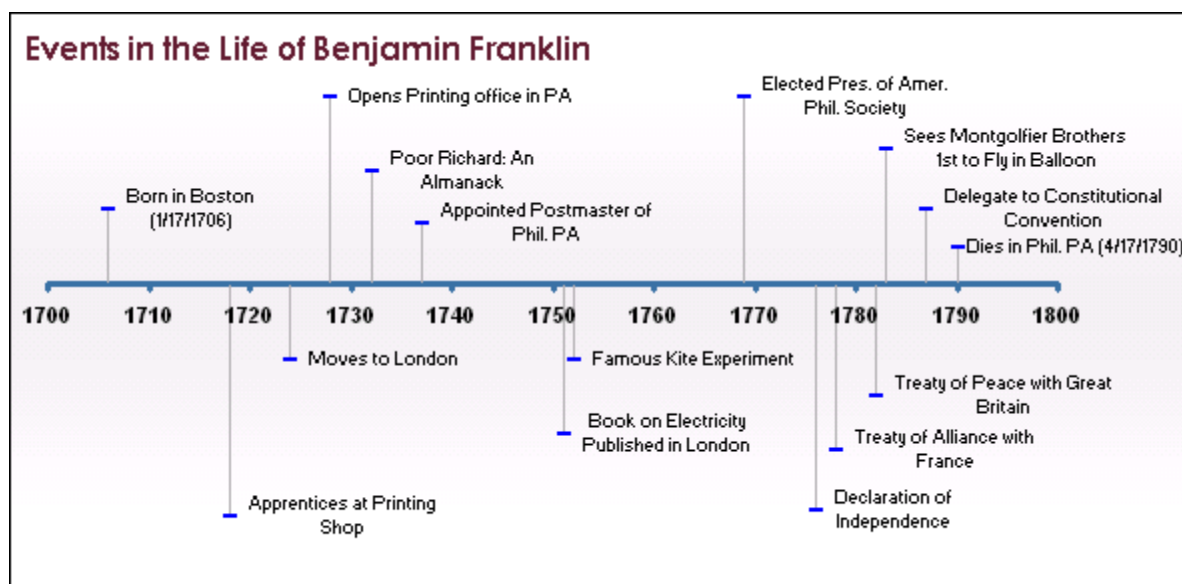 Events in the Life of Benjamin Franklin
Opens Printing office in PA
Elected Pres. of Amer.
Phil. Society
Sees Montgolfier Brothers
1st to Fly in Balloon
Poor Richard: An
Almanack
Born in Boston
(1/17/1706)
Appointed Postmaster of
Phil. PA
Delegate to Constitutional
Convention
Dies in Phil. PA (4/17/1790)
1700 1710 1720 1730 1740 1750 1760 1770 1780 1790 1800
Moves to London
Famous Kite Experiment
Treaty of Peace with Great
Britain
Book on Electricity
Published in London
Treaty of Alliance with
France
Apprentices at Printing
Shop
Declaration of
Independence